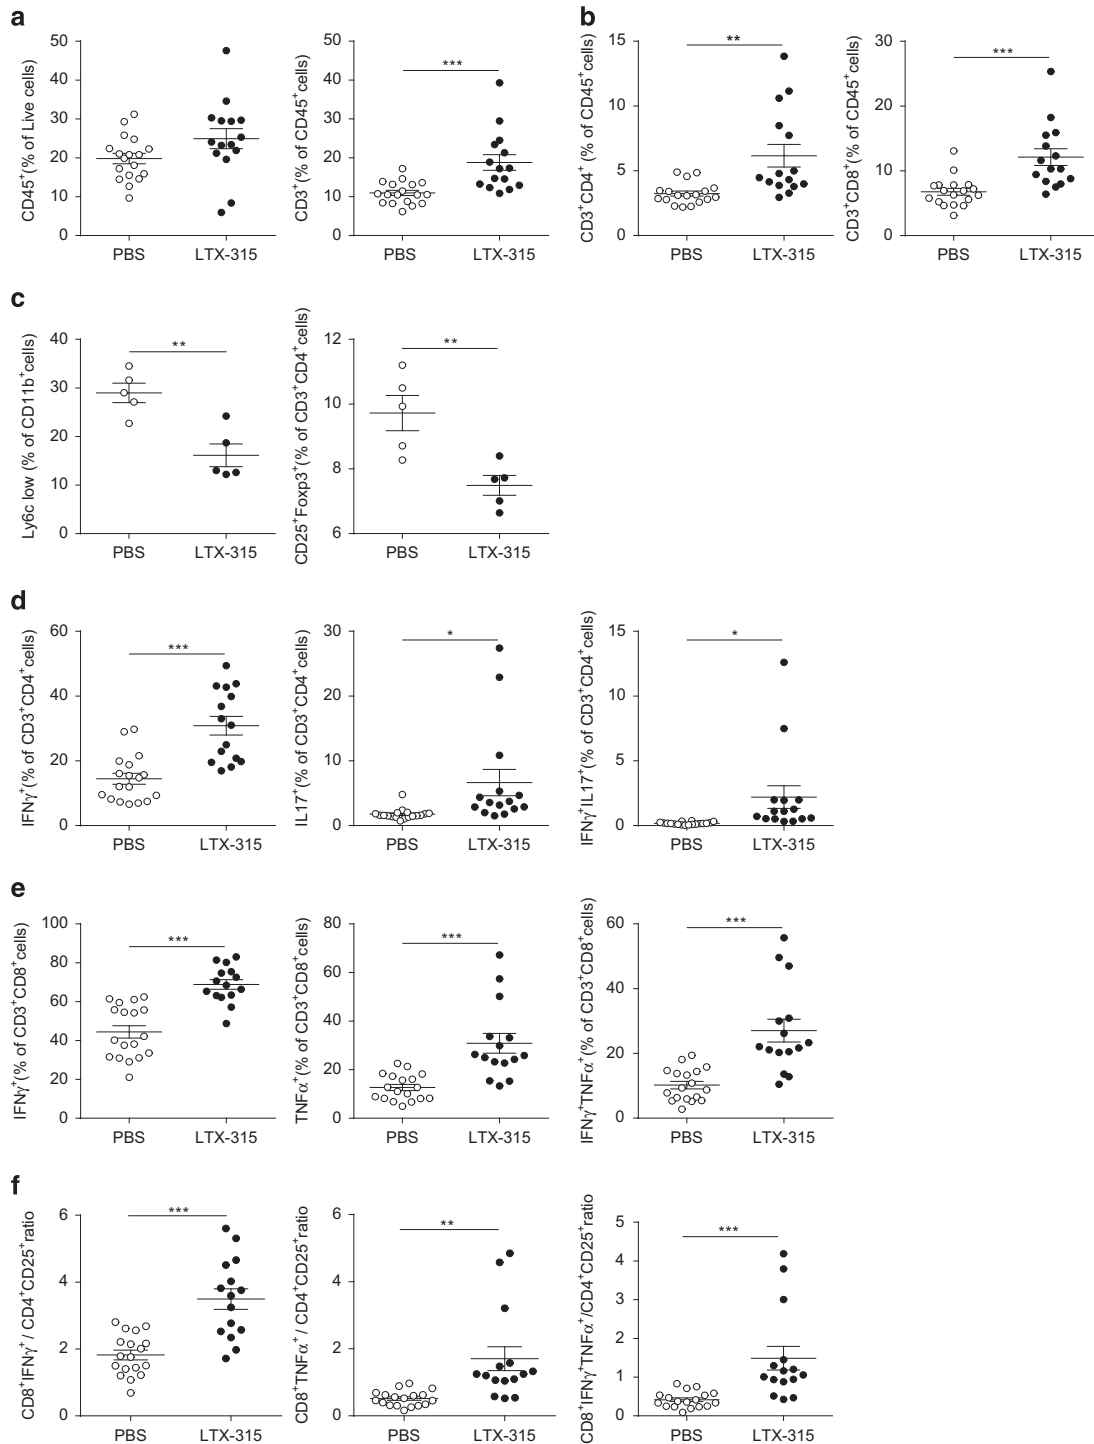 a
b
50
40
30
20
10
0
CD45⁺(% of Live cells)
PBS
LTX-315
50
40
30
20
10
0
CD3⁺(% of CD45⁺cells)
***
PBS
LTX-315
15
10
5
0
CD3⁺CD4⁺ (% of CD45⁺cells)
**
PBS
LTX-315
30
20
10
0
CD3⁺CD8⁺(% of CD45⁺cells)
***
PBS
LTX-315
c
40
30
20
10
0
Ly6c low (% of CD11b⁺cells)
**
PBS
LTX-315
12
10
8
6
CD25⁺Foxp3⁺(% of CD3⁺CD4⁺cells)
**
PBS
LTX-315
d
60
40
20
0
IFNγ⁺(% of CD3⁺CD4⁺cells)
***
PBS
LTX-315
30
20
10
0
IL17⁺(% of CD3⁺CD4⁺cells)
*
PBS
LTX-315
15
10
5
0
IFNγ⁺IL17⁺(% of CD3⁺CD4⁺cells)
*
PBS
LTX-315
e
100
80
60
40
20
0
IFNγ⁺(% of CD3⁺CD8⁺cells)
***
PBS
LTX-315
80
60
40
20
0
TNFα⁺(% of CD3⁺CD8⁺cells)
***
PBS
LTX-315
60
40
20
0
IFNγ⁺TNFα⁺(% of CD3⁺CD8⁺cells)
***
PBS
LTX-315
f
6
4
2
0
CD8⁺IFNγ⁺ / CD4⁺CD25⁺ratio
***
PBS
LTX-315
6
4
2
0
CD8⁺TNFα⁺ / CD4⁺CD25⁺ratio
**
PBS
LTX-315
5
4
3
2
1
0
CD8⁺IFNγ⁺TNFα⁺/CD4⁺CD25⁺ratio
***
PBS
LTX-315